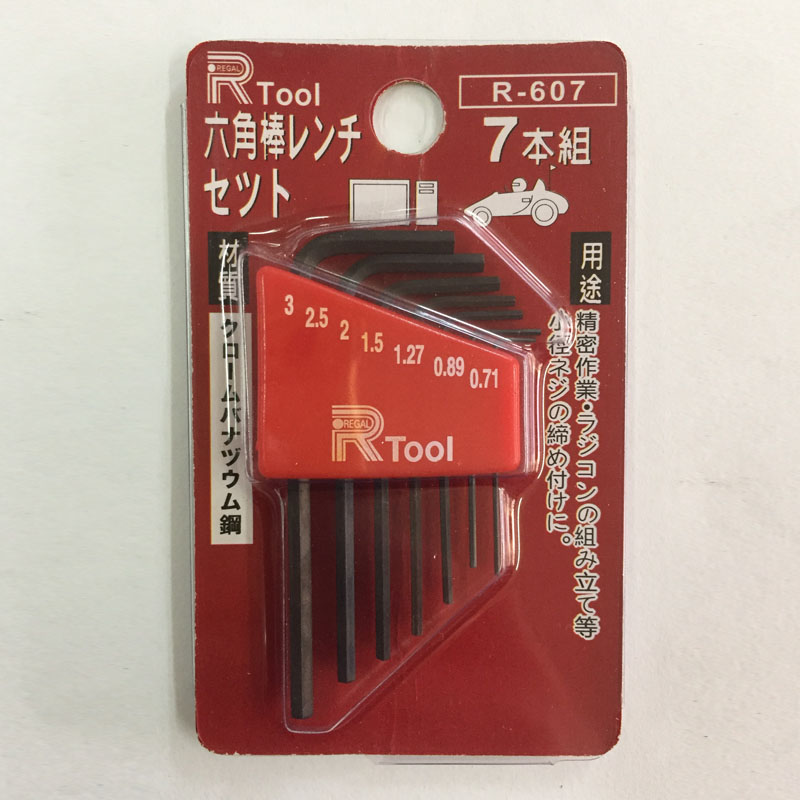 REGAL
R Tool
R-607
六角棒レンチ
セット
7本組
材質
クロームバナヅウム鋼
用途
精密作業・ラジコンの組み立て等
小径ネジの締め付けに。
3 2.5 2 1.5 1.27 0.89 0.71
REGAL
R Tool